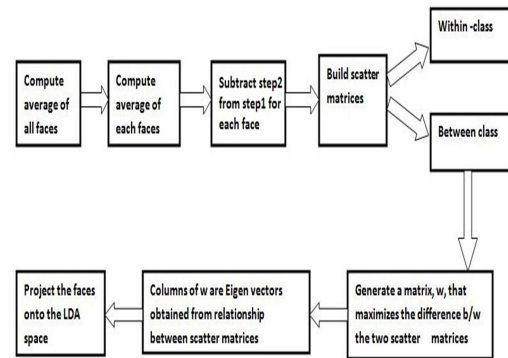 Compute
average of
all faces
Compute
average of
each faces
Subtract step2
from step1 for
each face
Build scatter
matrices
Within -class
Between class
Generate a matrix, w, that
maximizes the difference b/w
the two scatter matrices
Columns of w are Eigen vectors
obtained from relationship
between scatter matrices
Project the faces
onto the LDA
space